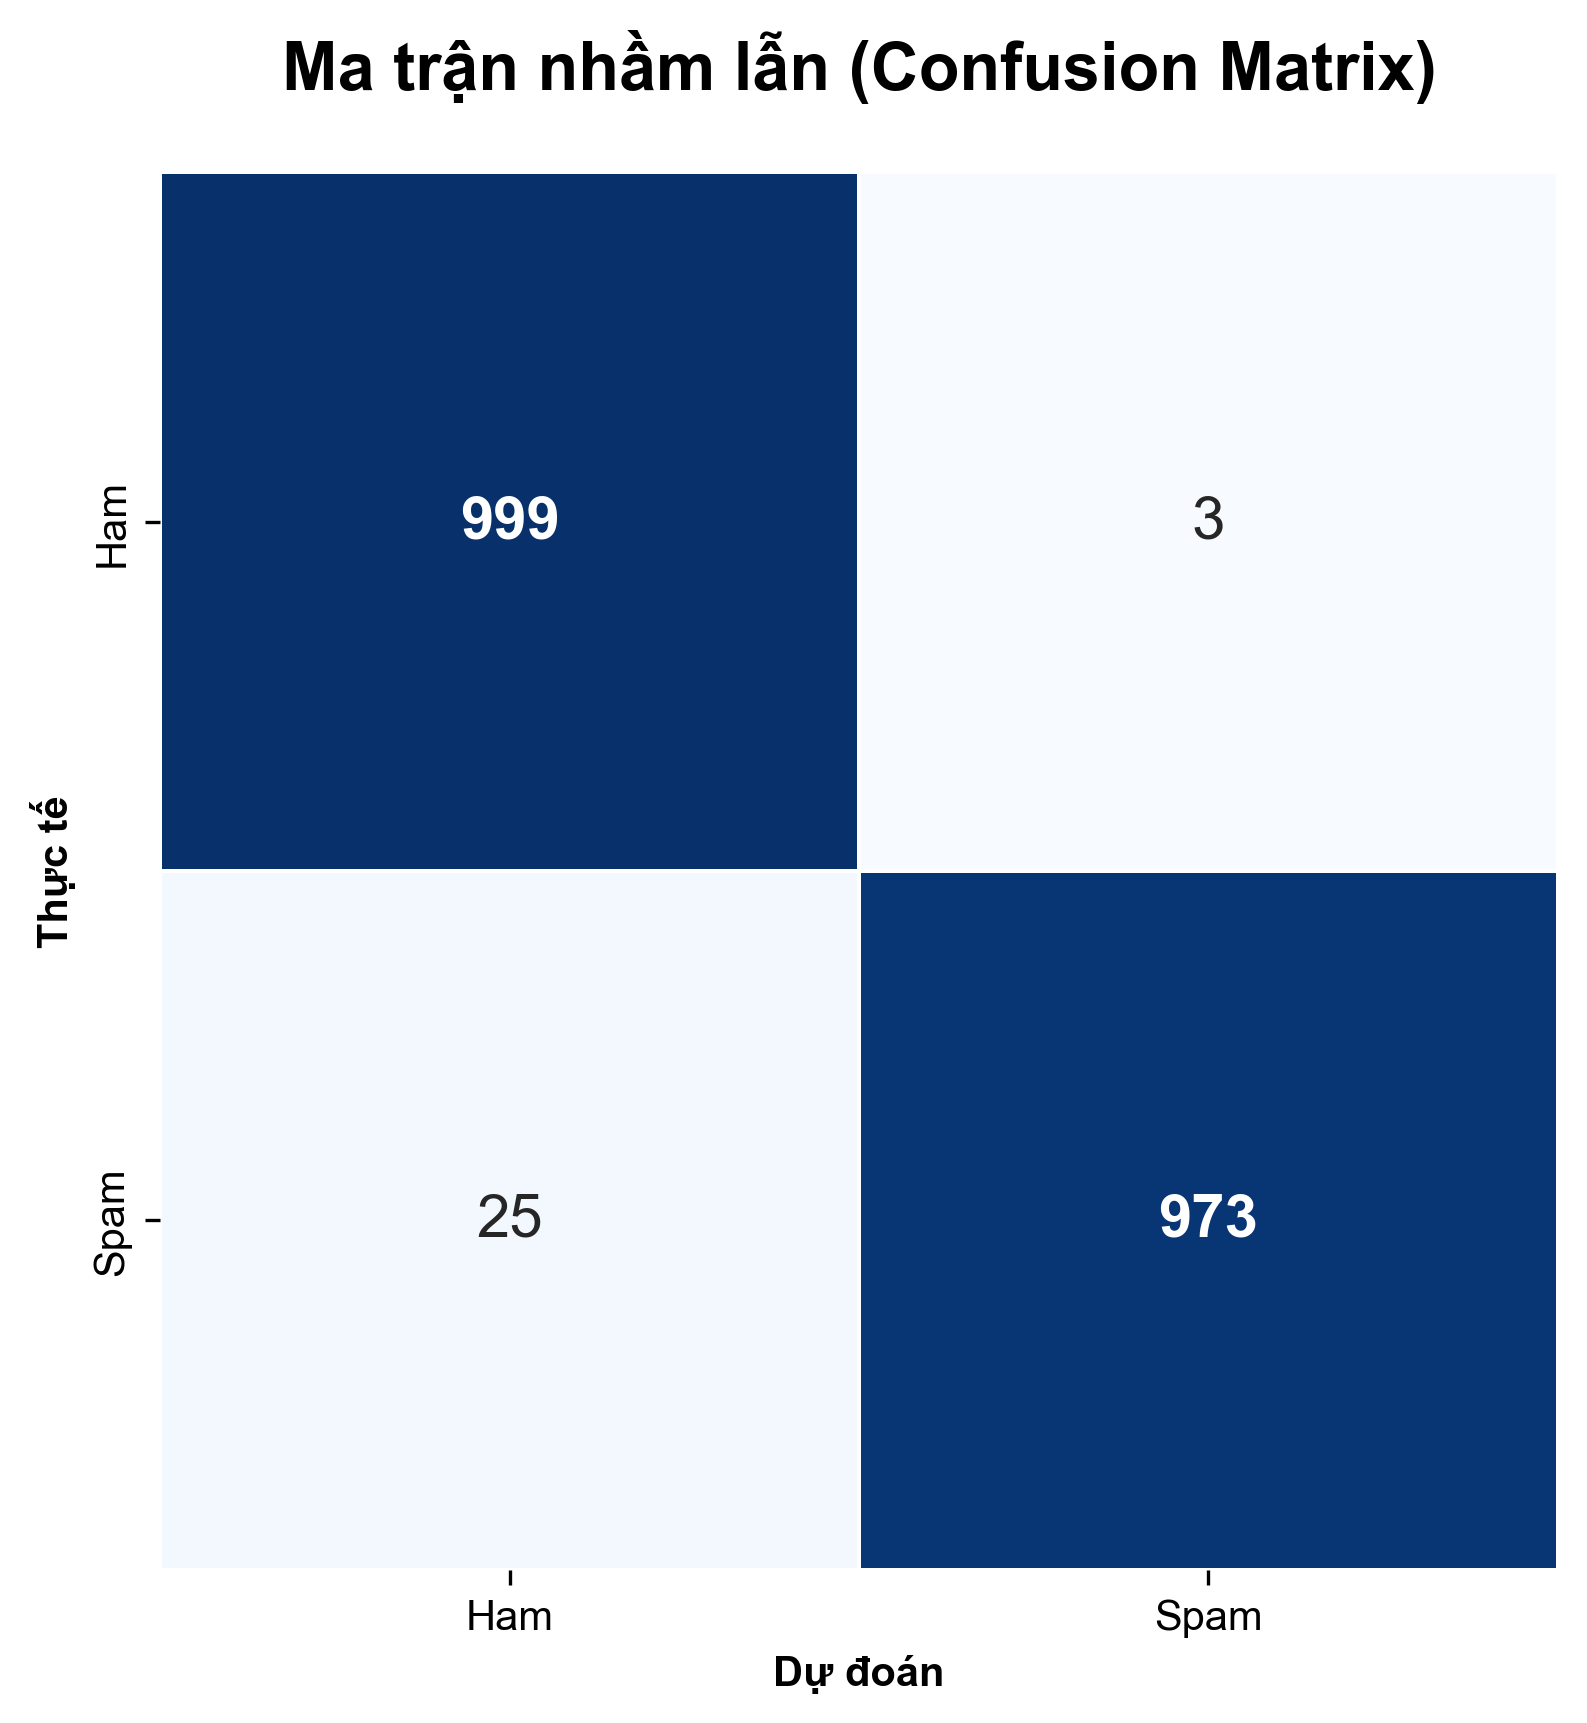 Ma trận nhầm lẫn (Confusion Matrix)
Thực tế
Ham
999
3
Spam
25
973
Ham
Spam
Dự đoán